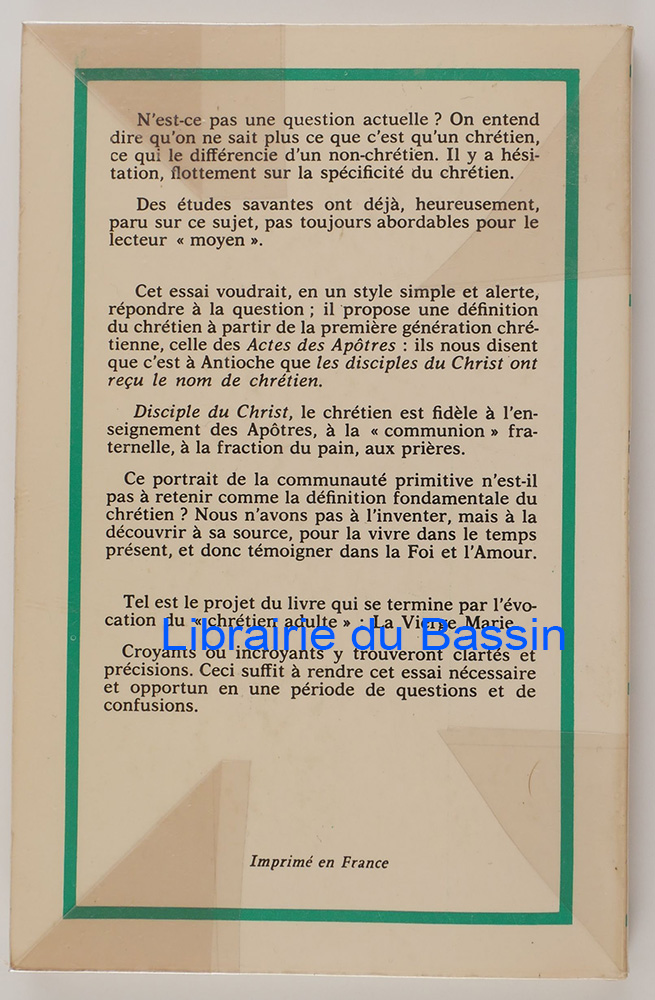 N'est-ce pas une question actuelle ? On entend
dire qu'on ne sait plus ce que c'est qu'un chrétien,
ce qui le différencie d'un non-chrétien. Il y a hési-
tation, flottement sur la spécificité du chrétien.
Des études savantes ont déjà, heureusement,
paru sur ce sujet, pas toujours abordables pour le
lecteur « moyen ».
Cet essai voudrait, en un style simple et alerte,
répondre à la question ; il propose une définition
du chrétien à partir de la première génération chré-
tienne, celle des Actes des Apôtres : ils nous disent
que c'est à Antioche que les disciples du Christ ont
reçu le nom de chrétien.
Disciple du Christ, le chrétien est fidèle à l'en-
seignement des Apôtres, à la « communion » fra-
ternelle, à la fraction du pain, aux prières.
Ce portrait de la communauté primitive n'est-il
pas à retenir comme la définition fondamentale du
chrétien ? Nous n'avons pas à l'inventer, mais à la
découvrir à sa source, pour la vivre dans le temps
présent, et donc témoigner dans la Foi et l'Amour.
Tel est le projet du livre qui se termine par l'évo-
cation du « chrétien adulte » : La Vierge Marie.
Librairie du Bassin
Croyants ou incroyants y trouveront clartés et
précisions. Ceci suffit à rendre cet essai nécessaire
et opportun en une période de questions et de
confusions.
Imprimé en France